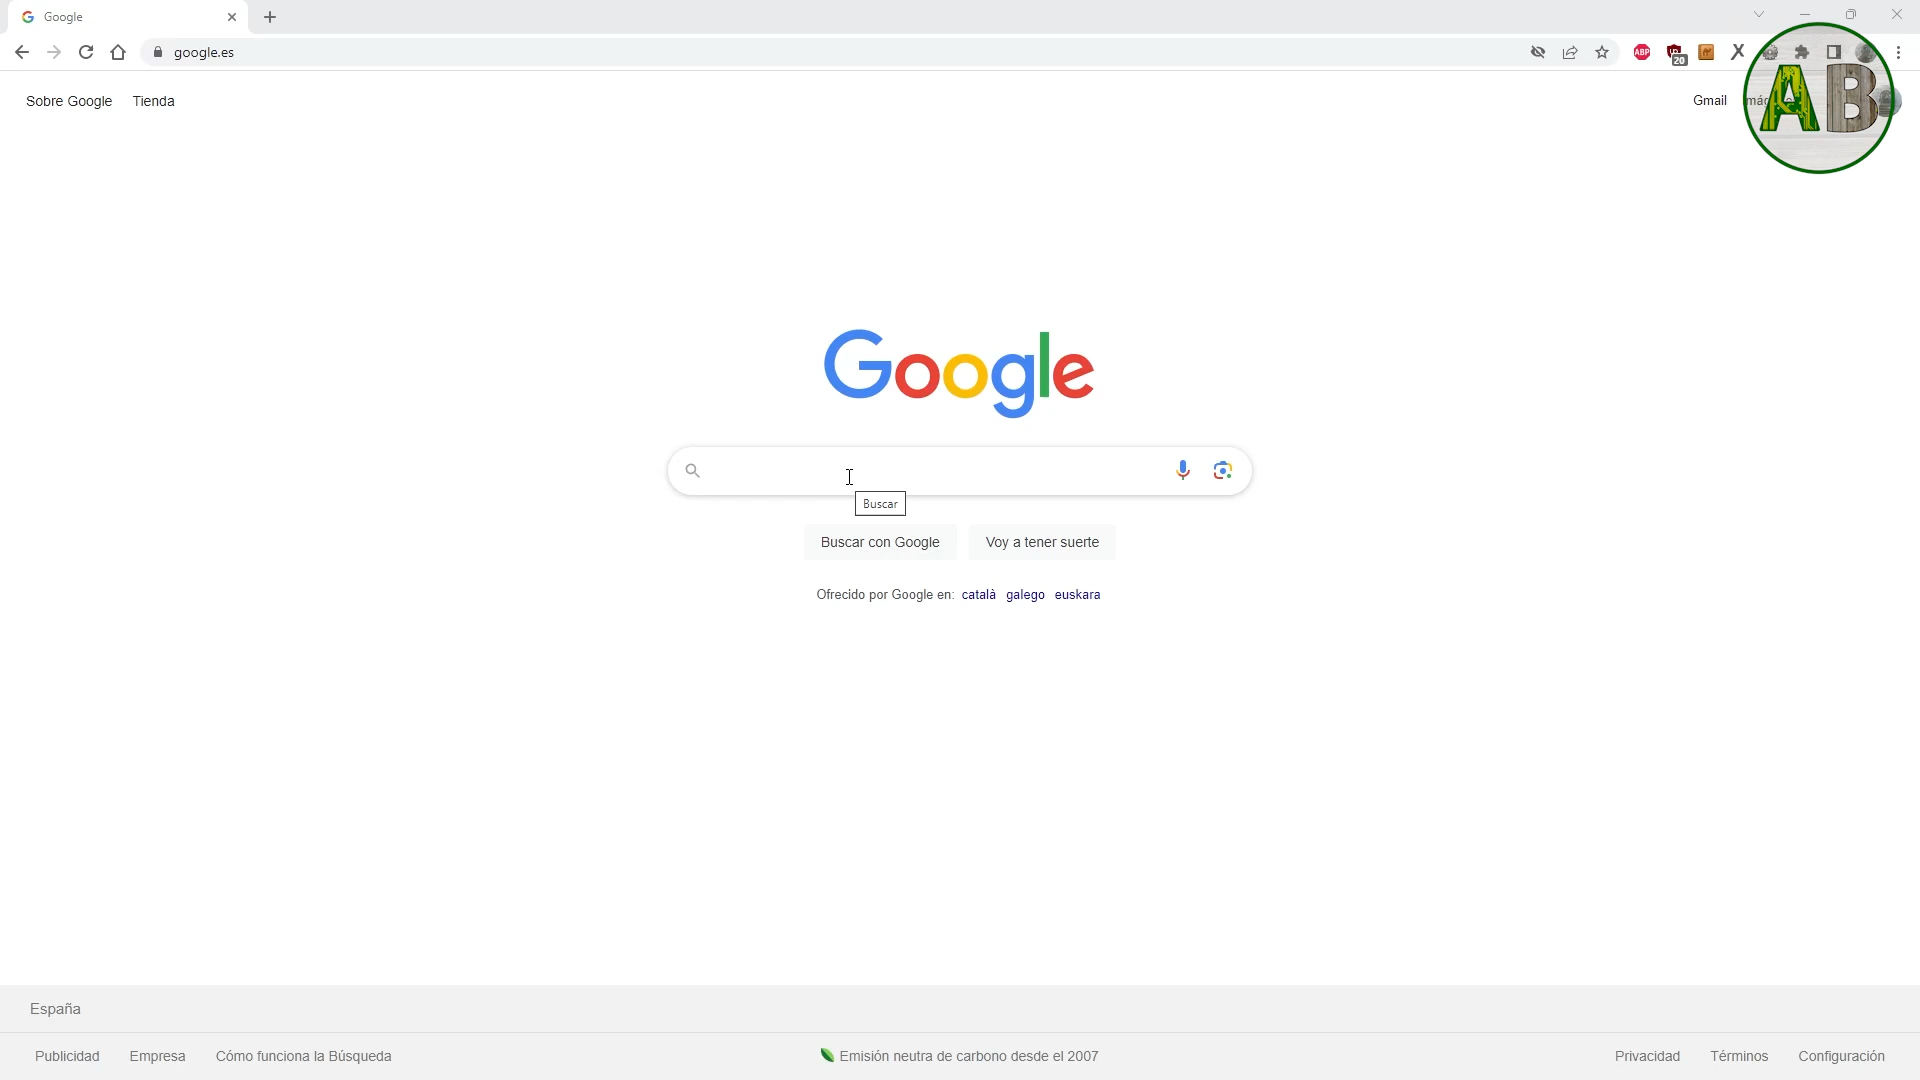 Google
google.es
ABP
20
X
Sobre Google Tienda
Gmail
AB
Google
Buscar
Buscar con Google Voy a tener suerte
Ofrecido por Google en: català galego euskara
España
Publicidad Empresa Cómo funciona la Búsqueda
Emisión neutra de carbono desde el 2007
Privacidad Términos Configuración